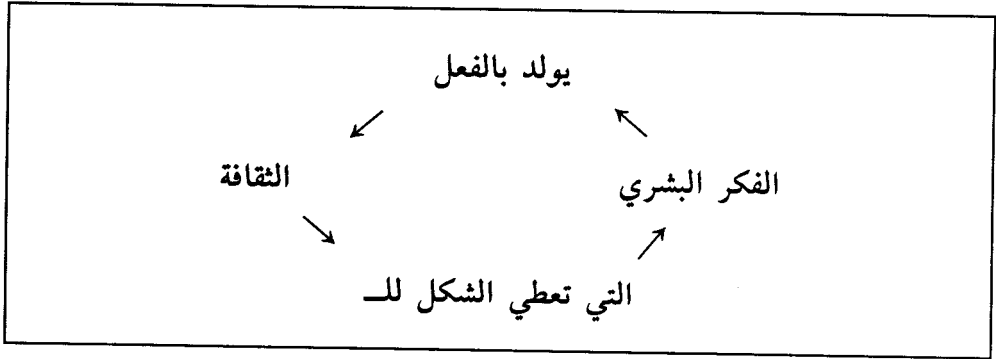 يولد بالفعل
الفكر البشري
الثقافة
التي تعطي الشكل للـ